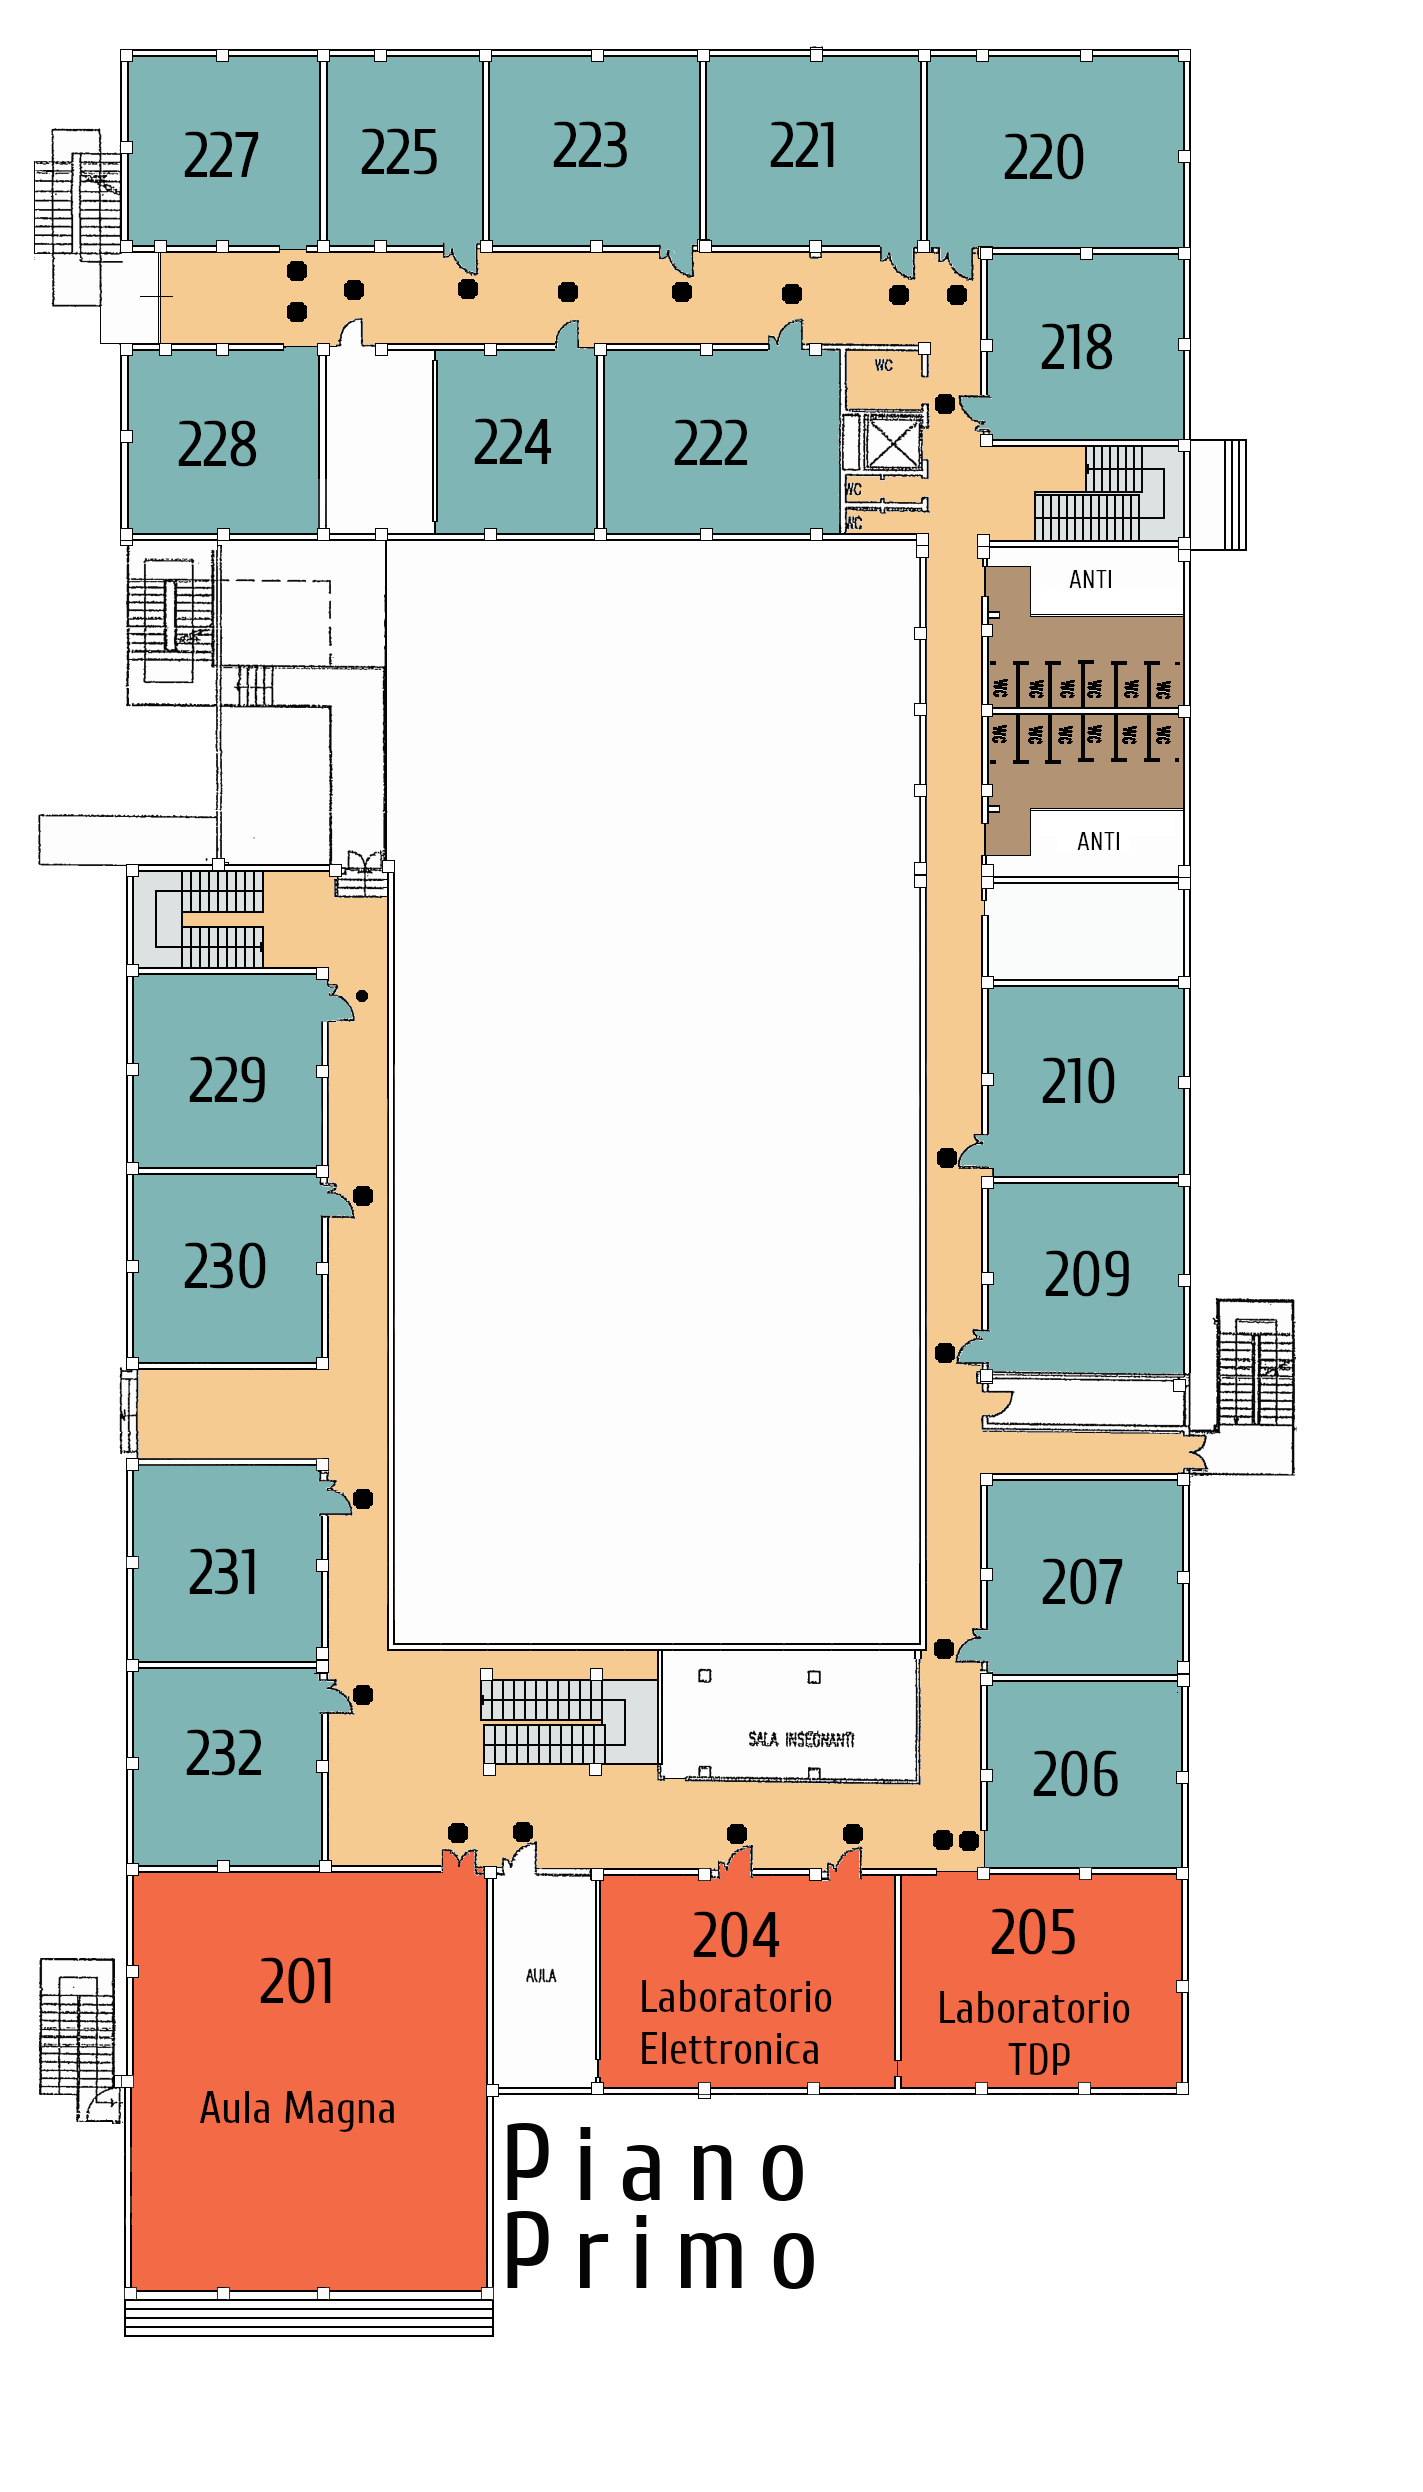 227
225
223
221
220
218
228
224
222
WC
WC
WC
ANTI
WC WC WC WC WC WC
WC WC WC WC WC WC
ANTI
229
210
230
209
231
207
232
SALA INSEGNANTI
206
201
Aula Magna
AULA
204
Laboratorio
Elettronica
205
Laboratorio
TDP
Piano
Primo